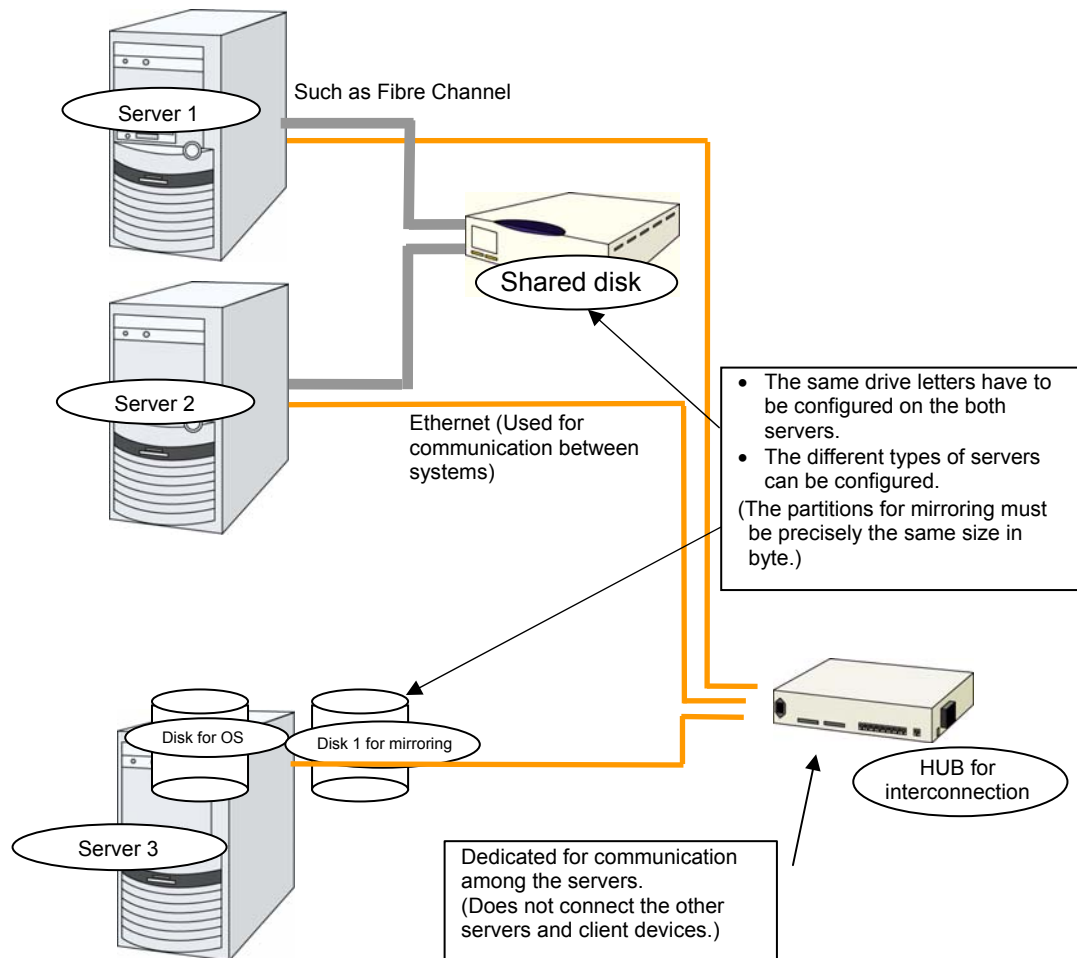 Such as Fibre Channel
Server 1
Shared disk
Server 2
Ethernet (Used for
communication between
systems)
• The same drive letters have to
be configured on the both
servers.
• The different types of servers
can be configured.
(The partitions for mirroring must
be precisely the same size in
byte.)
Disk for OS
Disk 1 for mirroring
HUB for
interconnection
Server 3
Dedicated for communication
among the servers.
(Does not connect the other
servers and client devices.)